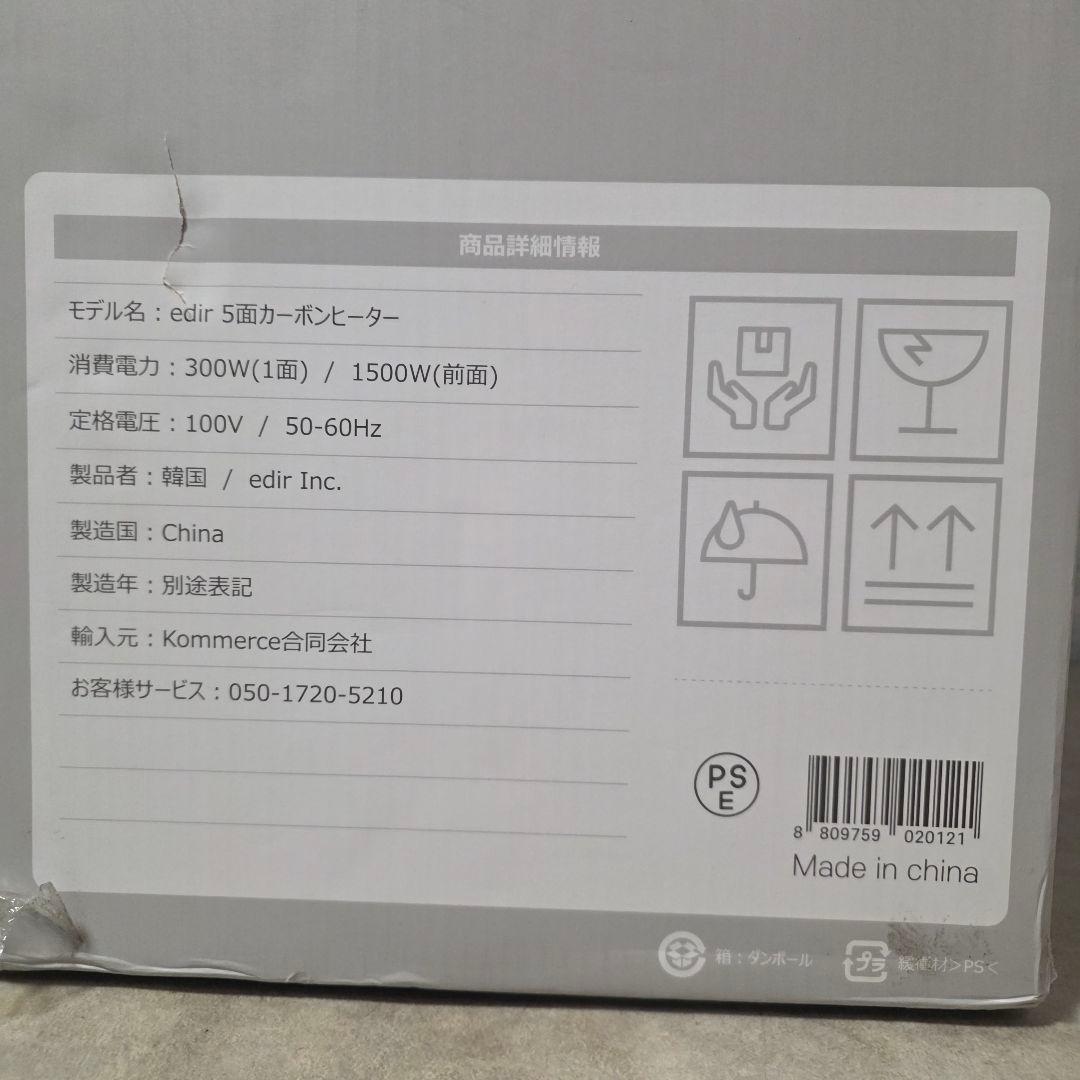 商品詳細情報
モデル名：edir 5面カーボンヒーター
消費電力：300W(1面) / 1500W(前面)
定格電圧：100V / 50-60Hz
製品者：韓国 / edir Inc.
製造国：China
製造年：別途表記
輸入元：Kommerce合同会社
お客様サービス：050-1720-5210
PS
E
8 809759 020121
Made in china
箱：ダンボール
プラ 緩衝材>PS<